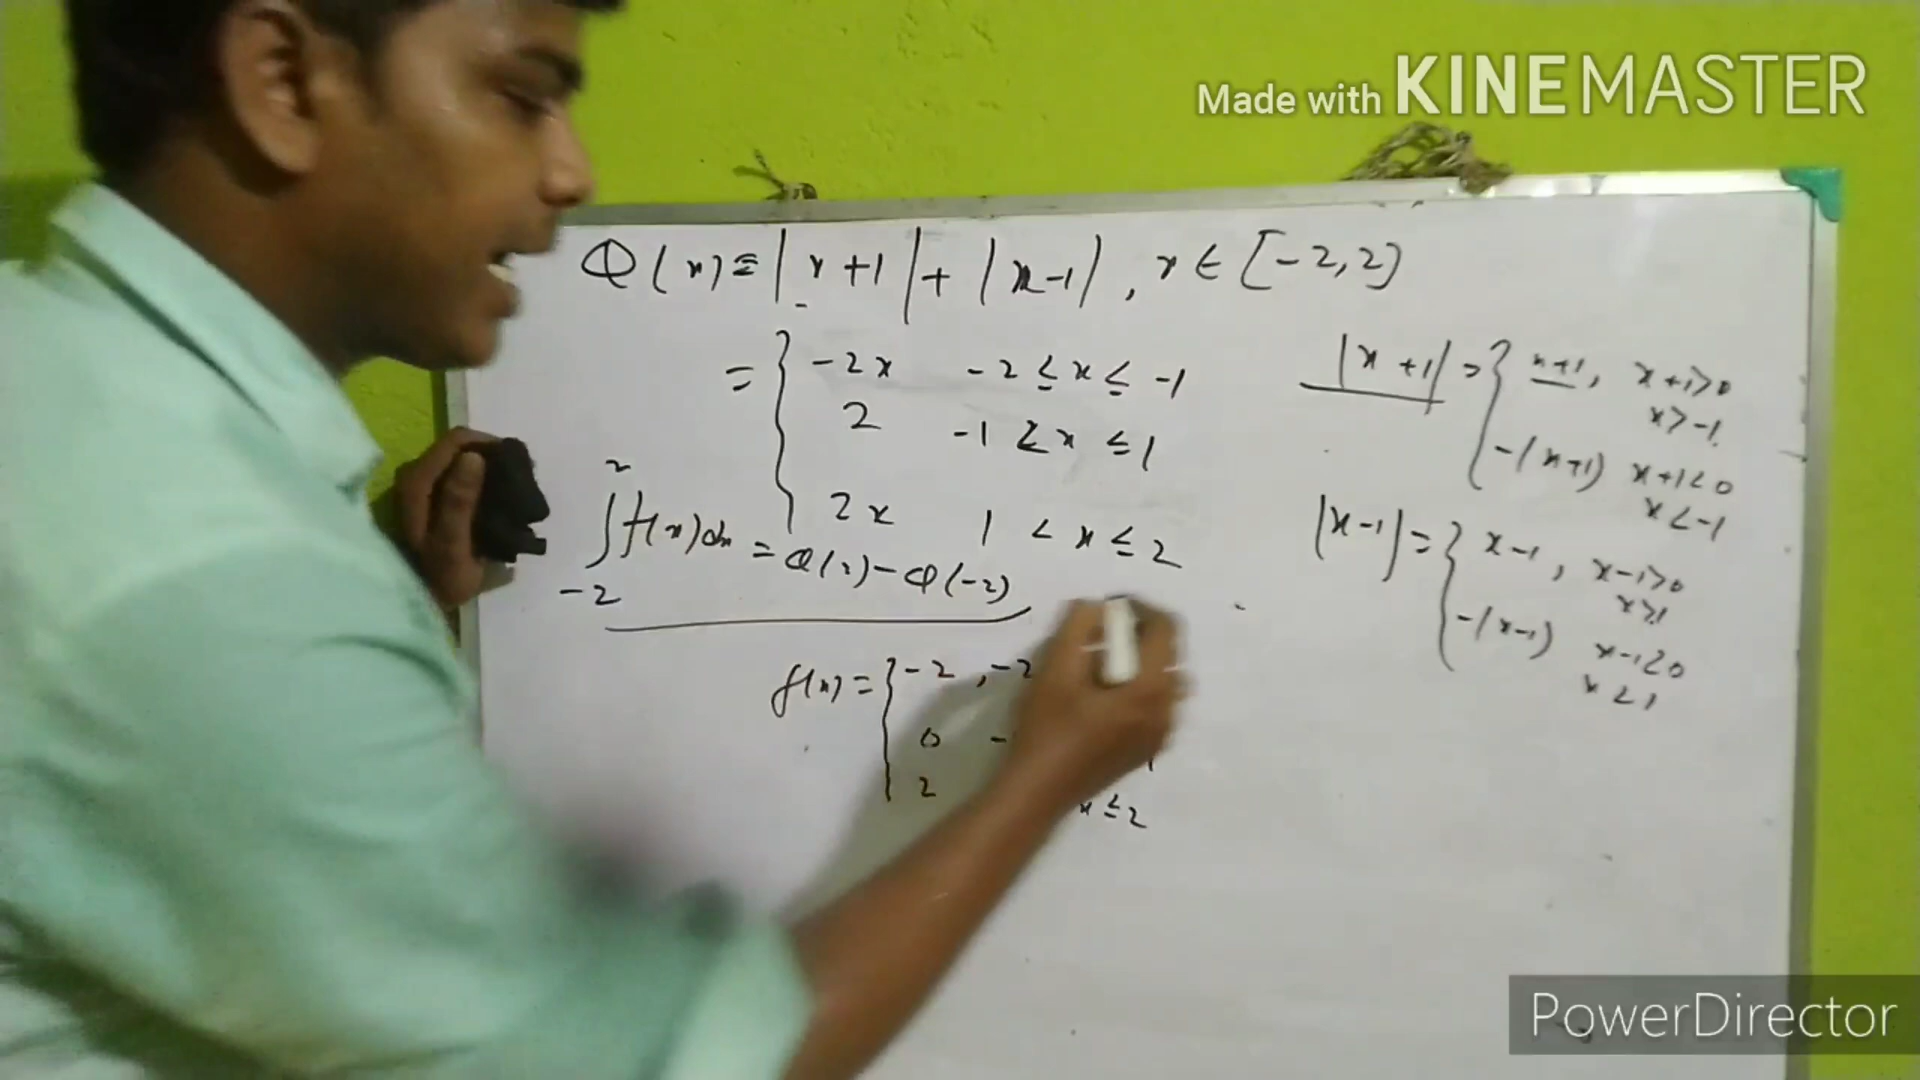 Made with KINEMASTER
Φ(x) = |x+1| + |x-1|, x ∈ [-2,2]
= { -2x   -2 ≤ x ≤ -1
2   -1 ≤ x ≤ 1
2x   1 < x ≤ 2
∫_{-2}^{2} f(x)dx = Φ(2) - Φ(-2)
f(x) = { -2 , -2
0   -
2   x ≤ 2
|x+1| = { x+1, x+1>0
x>-1
-(x+1) x+1<0
x<-1
|x-1| = { x-1, x-1>0
x>1
-(x-1) x-1<0
x<1
PowerDirector